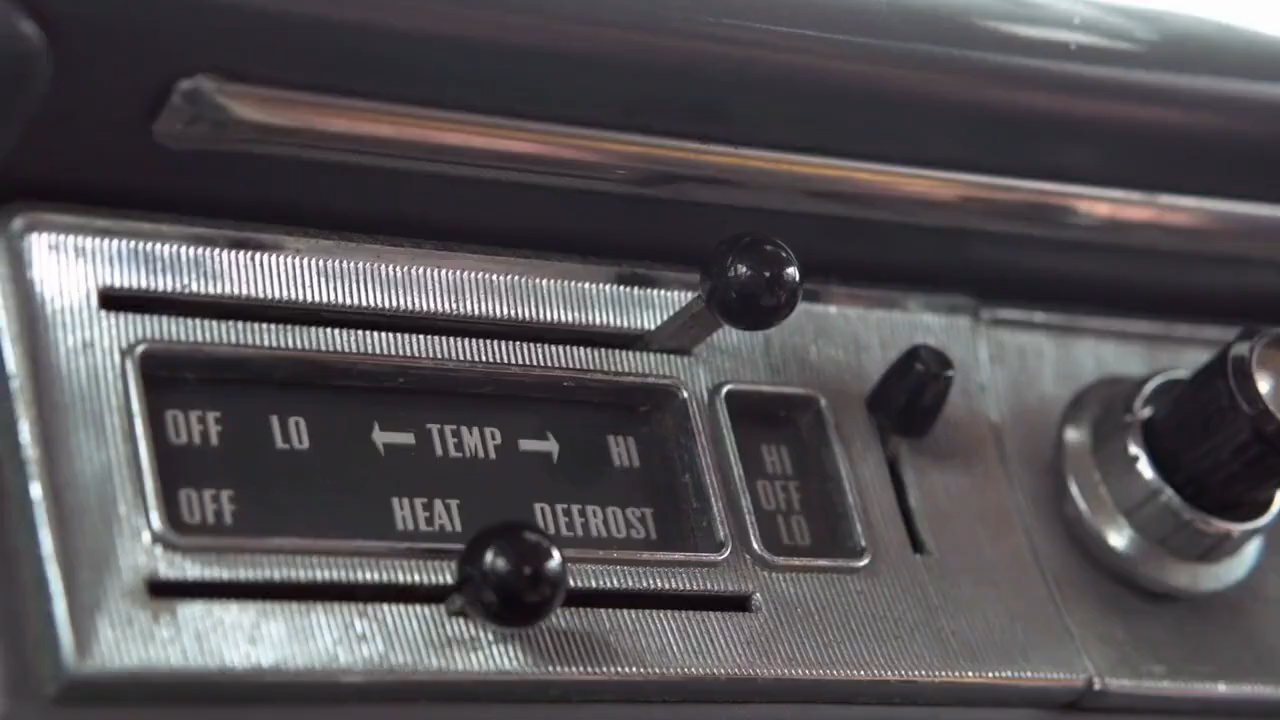 OFF LO ← TEMP → HI
OFF HEAT DEFROST
HI
OFF
LO